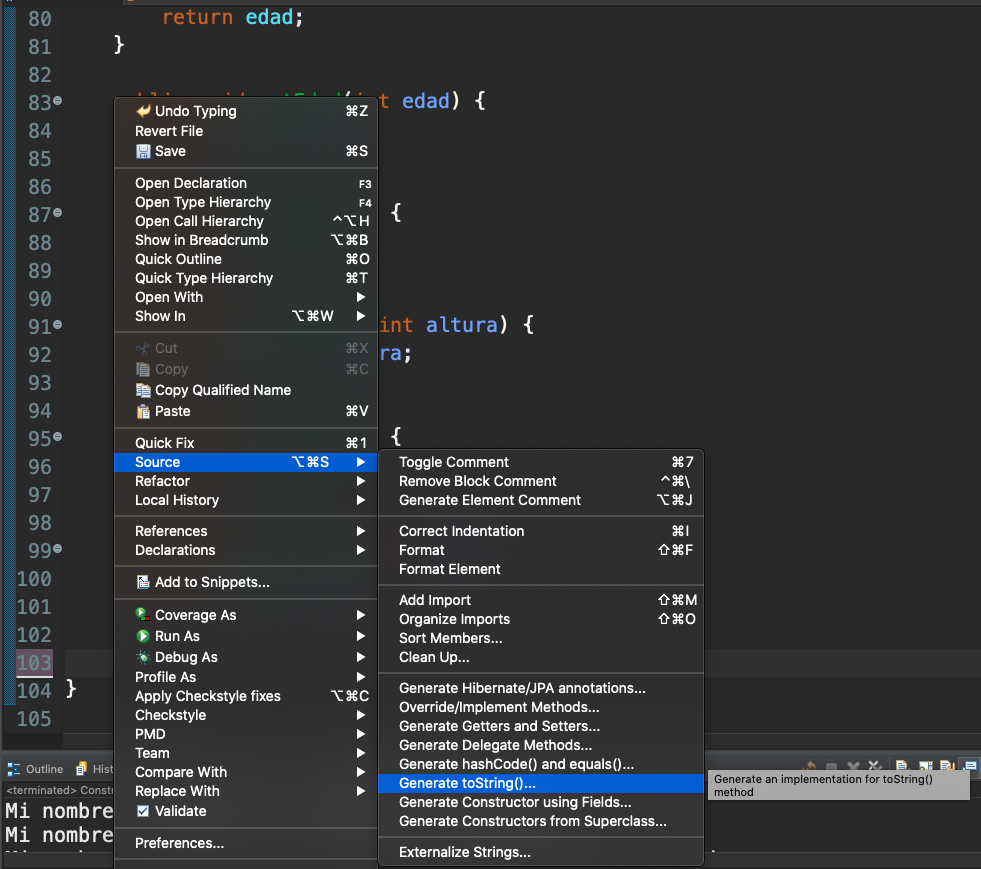 80 return edad;
81 }
82
83 int edad) {
84
85
86
87 {
88
89
90
91 int altura) {
92 ra;
93
94
95 {
96
97
98
99
100
101
102
103
104 }
105
Undo Typing ⌘Z
Revert File
Save ⌘S
Open Declaration F3
Open Type Hierarchy F4
Open Call Hierarchy ^⌥H
Show in Breadcrumb ⌥⌘B
Quick Outline ⌘O
Quick Type Hierarchy ⌘T
Open With ▶
Show In ⌥⌘W ▶
Cut ⌘X
Copy ⌘C
Copy Qualified Name
Paste ⌘V
Quick Fix ⌘1
Source ⌥⌘S ▶
Refactor ▶
Local History ▶
References ▶
Declarations ▶
Add to Snippets...
Coverage As ▶
Run As ▶
Debug As ▶
Profile As ▶
Apply Checkstyle fixes ⌥⌘C
Checkstyle ▶
PMD ▶
Team ▶
Compare With ▶
Replace With ▶
Validate
Preferences...
Toggle Comment ⌘7
Remove Block Comment ^⌘\
Generate Element Comment ⌥⌘J
Correct Indentation ⌘I
Format ⇧⌘F
Format Element
Add Import ⇧⌘M
Organize Imports ⇧⌘O
Sort Members...
Clean Up...
Generate Hibernate/JPA annotations...
Override/Implement Methods...
Generate Getters and Setters...
Generate Delegate Methods...
Generate hashCode() and equals()...
Generate toString()...
Generate Constructor using Fields...
Generate Constructors from Superclass...
Externalize Strings...
Generate an implementation for toString()
method
Outline Hist
<terminated> Constr
Mi nombre
Mi nombre